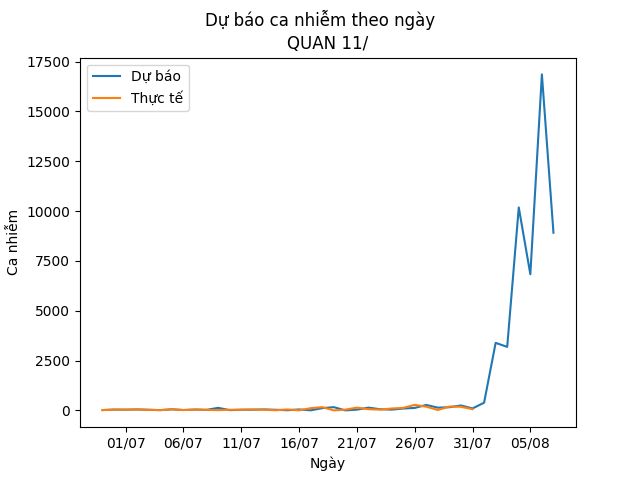 Dự báo ca nhiễm theo ngày
QUAN 11/
Dự báo
Thực tế
17500
15000
12500
10000
7500
5000
2500
0
Ca nhiễm
01/07
06/07
11/07
16/07
21/07
26/07
31/07
05/08
Ngày